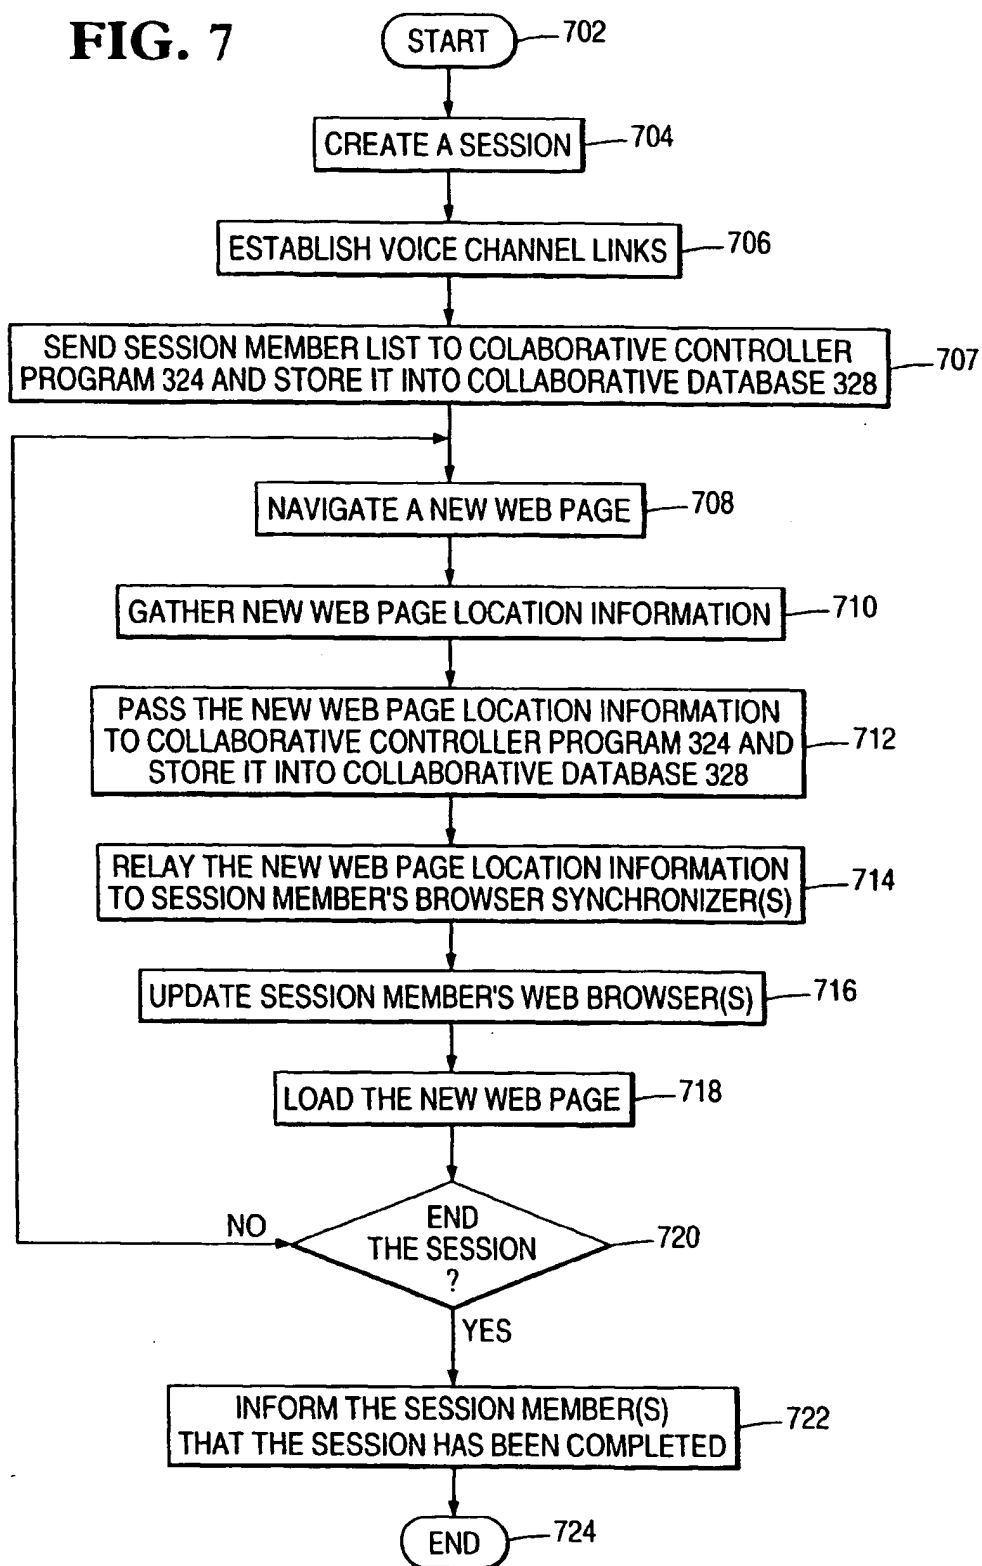 FIG. 7
START
702
CREATE A SESSION
704
ESTABLISH VOICE CHANNEL LINKS
706
SEND SESSION MEMBER LIST TO COLABORATIVE CONTROLLER
PROGRAM 324 AND STORE IT INTO COLLABORATIVE DATABASE 328
707
NAVIGATE A NEW WEB PAGE
708
GATHER NEW WEB PAGE LOCATION INFORMATION
710
PASS THE NEW WEB PAGE LOCATION INFORMATION
TO COLLABORATIVE CONTROLLER PROGRAM 324 AND
STORE IT INTO COLLABORATIVE DATABASE 328
712
RELAY THE NEW WEB PAGE LOCATION INFORMATION
TO SESSION MEMBER'S BROWSER SYNCHRONIZER(S)
714
UPDATE SESSION MEMBER'S WEB BROWSER(S)
716
LOAD THE NEW WEB PAGE
718
NO
END
THE SESSION
?
720
YES
INFORM THE SESSION MEMBER(S)
THAT THE SESSION HAS BEEN COMPLETED
722
END
724